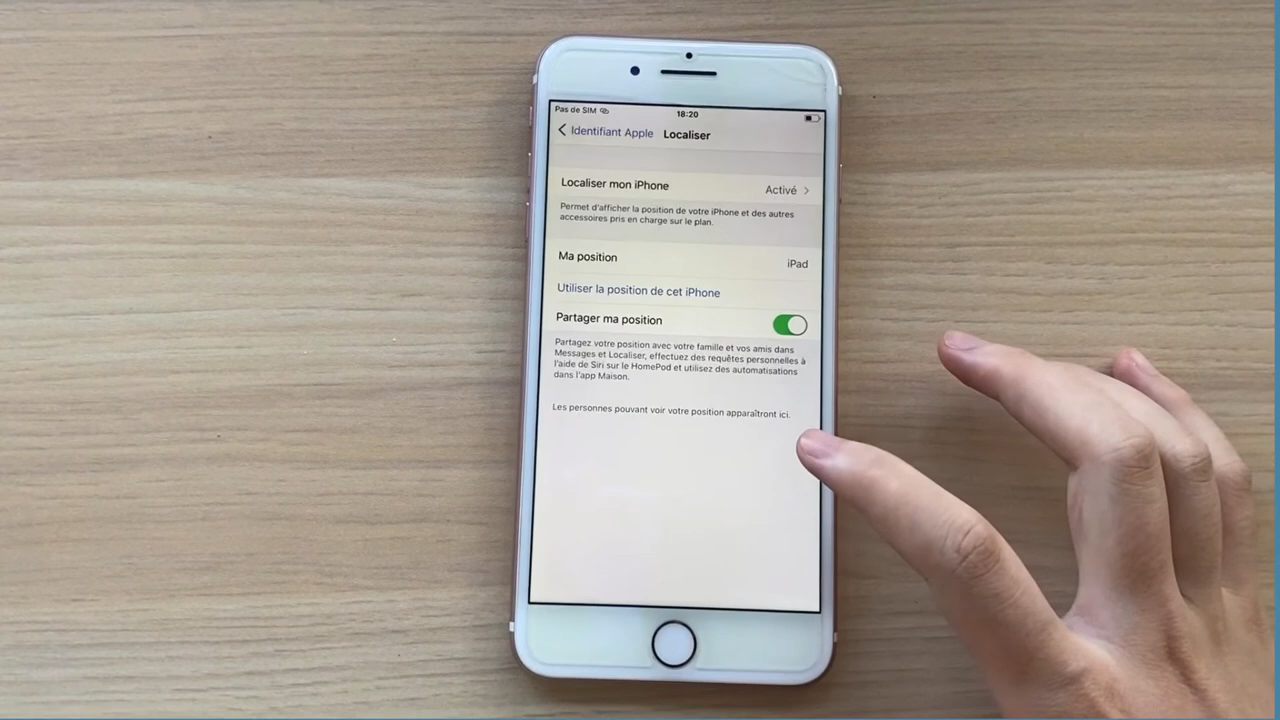 Pas de SIM
18:20
Identifiant Apple Localiser
Localiser mon iPhone Activé
Permet d'afficher la position de votre iPhone et des autres
accessoires pris en charge sur le plan.
Ma position iPad
Utiliser la position de cet iPhone
Partager ma position
Partagez votre position avec votre famille et vos amis dans
Messages et Localiser, effectuez des requêtes personnelles à
l'aide de Siri sur le HomePod et utilisez des automatisations
dans l'app Maison.
Les personnes pouvant voir votre position apparaîtront ici.